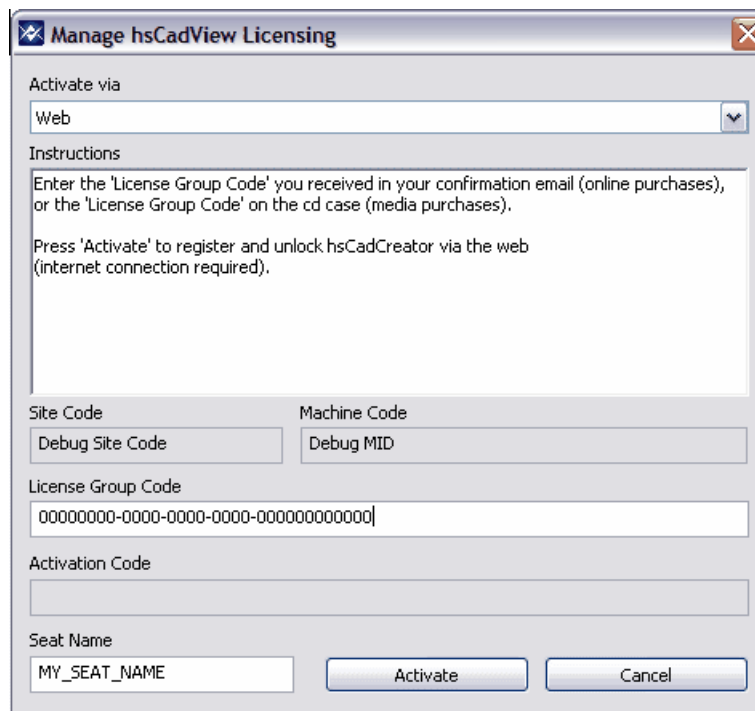 Manage hsCadView Licensing
Activate via
Web
Instructions
Enter the 'License Group Code' you received in your confirmation email (online purchases),
or the 'License Group Code' on the cd case (media purchases).
Press 'Activate' to register and unlock hsCadCreator via the web
(internet connection required).
Site Code
Machine Code
Debug Site Code
Debug MID
License Group Code
00000000-0000-0000-0000-000000000000
Activation Code
Seat Name
MY_SEAT_NAME
Activate
Cancel